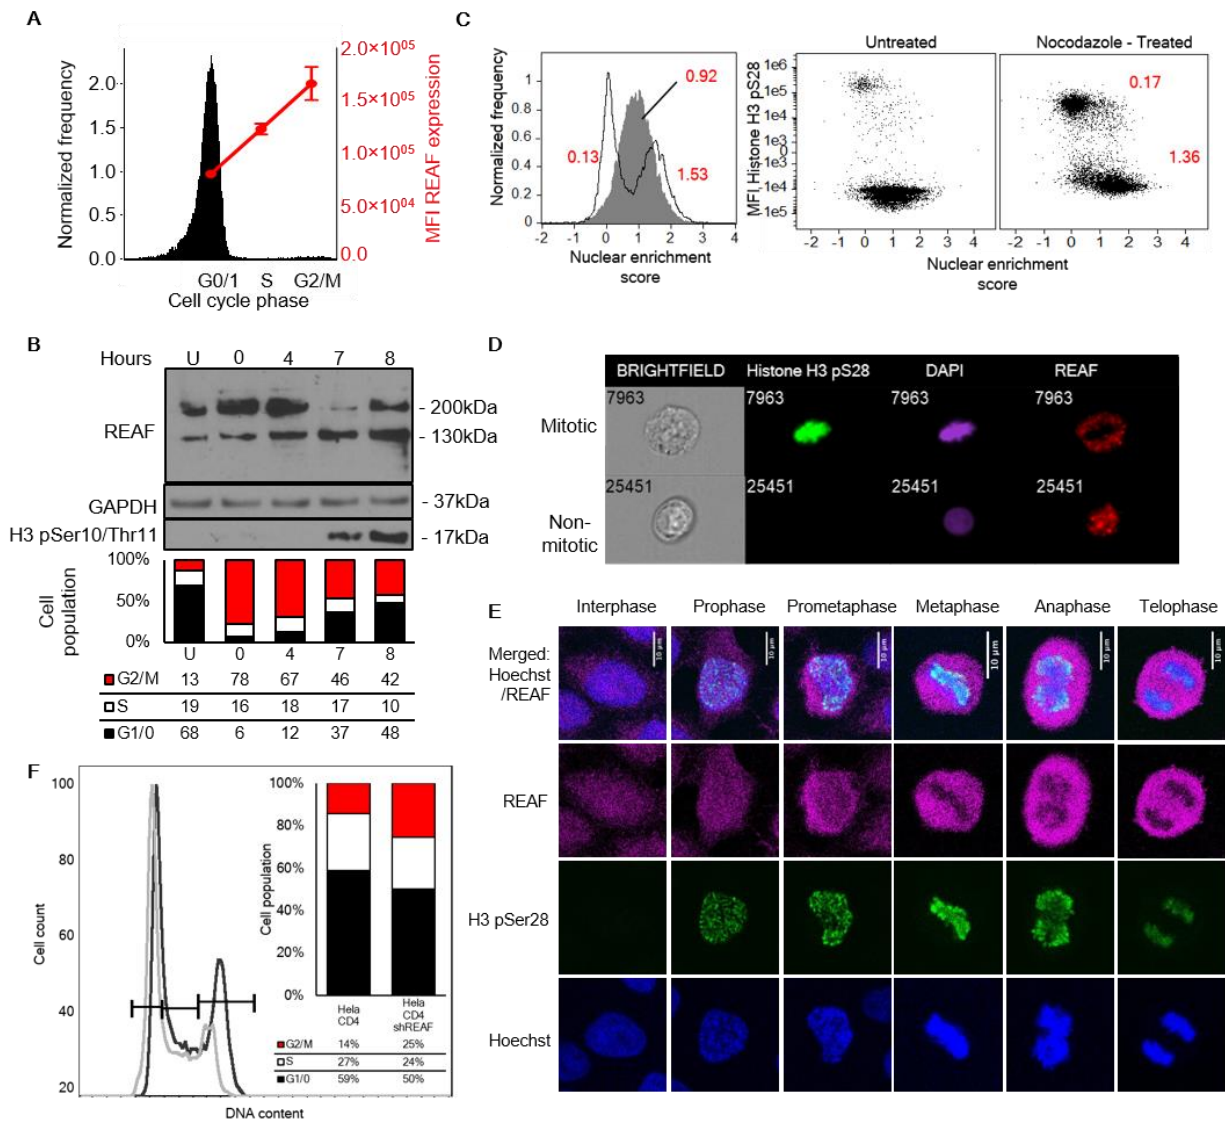 A
Normalized frequency
2.0
1.5
1.0
0.5
0.0
2.0×10⁰⁵
1.5×10⁰⁵
1.0×10⁰⁵
5.0×10⁰⁴
0.0
MFI REAF expression
G0/1 S G2/M
Cell cycle phase
B
Hours U 0 4 7 8
REAF
- 200kDa
- 130kDa
GAPDH
- 37kDa
H3 pSer10/Thr11
- 17kDa
Cell population
100%
50%
0%
U 0 4 7 8
G2/M 13 78 67 46 42
S 19 16 18 17 10
G1/0 68 6 12 37 48
C
Normalized frequency
1
0.8
0.6
0.4
0.2
0
0.92
0.13
1.53
-2 -1 0 1 2 3 4
Nuclear enrichment
score
Untreated
Nocodazole - Treated
MFI Histone H3 pS28
1e6
1e5
1e4
1e3
0
1e3
1e4
1e5
0.17
1.36
-2 -1 0 1 2 3 4
-2 -1 0 1 2 3 4
Nuclear enrichment
score
D
BRIGHTFIELD Histone H3 pS28 DAPI REAF
Mitotic
7963 7963 7963 7963
Non-
mitotic
25451 25451 25451 25451
E
Interphase Prophase Prometaphase Metaphase Anaphase Telophase
Merged:
Hoechst
/REAF
10 µm 10 µm 10 µm 10 µm 10 µm 10 µm
REAF
H3 pSer28
Hoechst
F
Cell count
100
80
60
40
20
DNA content
Cell population
100%
80%
60%
40%
20%
0%
Hela
CD4
Hela
CD4
shREAF
G2/M 14% 25%
S 27% 24%
G1/0 59% 50%